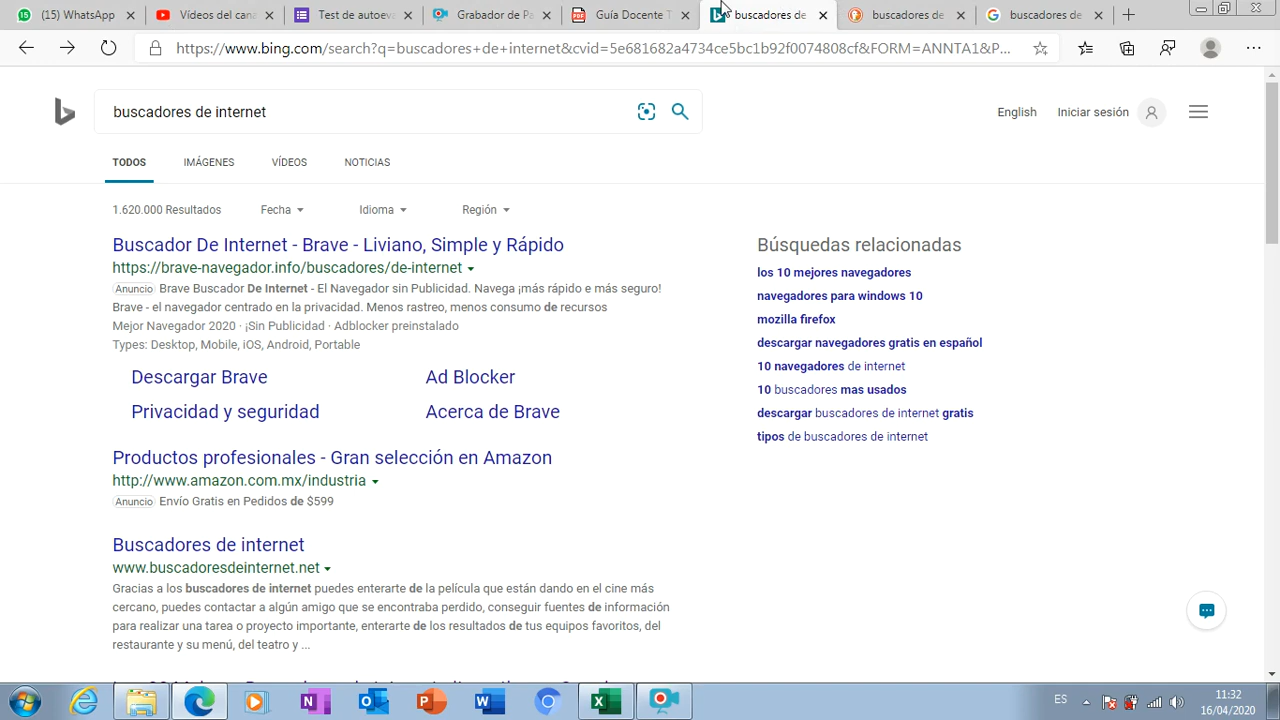 (15) WhatsApp
Vídeos del cana
Test de autoeva
Grabador de Pa
Guía Docente T
buscadores de
buscadores de
buscadores de
https://www.bing.com/search?q=buscadores+de+internet&cvid=5e681682a4734ce5bc1b92f0074808cf&FORM=ANNTA1&P...
buscadores de internet
English
Iniciar sesión
TODOS
IMÁGENES
VÍDEOS
NOTICIAS
1.620.000 Resultados
Fecha
Idioma
Región
Buscador De Internet - Brave - Liviano, Simple y Rápido
https://brave-navegador.info/buscadores/de-internet
Anuncio Brave Buscador De Internet - El Navegador sin Publicidad. Navega ¡más rápido e más seguro!
Brave - el navegador centrado en la privacidad. Menos rastreo, menos consumo de recursos
Mejor Navegador 2020 · ¡Sin Publicidad · Adblocker preinstalado
Types: Desktop, Mobile, iOS, Android, Portable
Descargar Brave
Ad Blocker
Privacidad y seguridad
Acerca de Brave
Productos profesionales - Gran selección en Amazon
http://www.amazon.com.mx/industria
Anuncio Envío Gratis en Pedidos de $599
Buscadores de internet
www.buscadoresdeinternet.net
Gracias a los buscadores de internet puedes enterarte de la película que están dando en el cine más
cercano, puedes contactar a algún amigo que se encontraba perdido, conseguir fuentes de información
para realizar una tarea o proyecto importante, enterarte de los resultados de tus equipos favoritos, del
restaurante y su menú, del teatro y ...
Búsquedas relacionadas
los 10 mejores navegadores
navegadores para windows 10
mozilla firefox
descargar navegadores gratis en español
10 navegadores de internet
10 buscadores mas usados
descargar buscadores de internet gratis
tipos de buscadores de internet
ES
11:32
16/04/2020